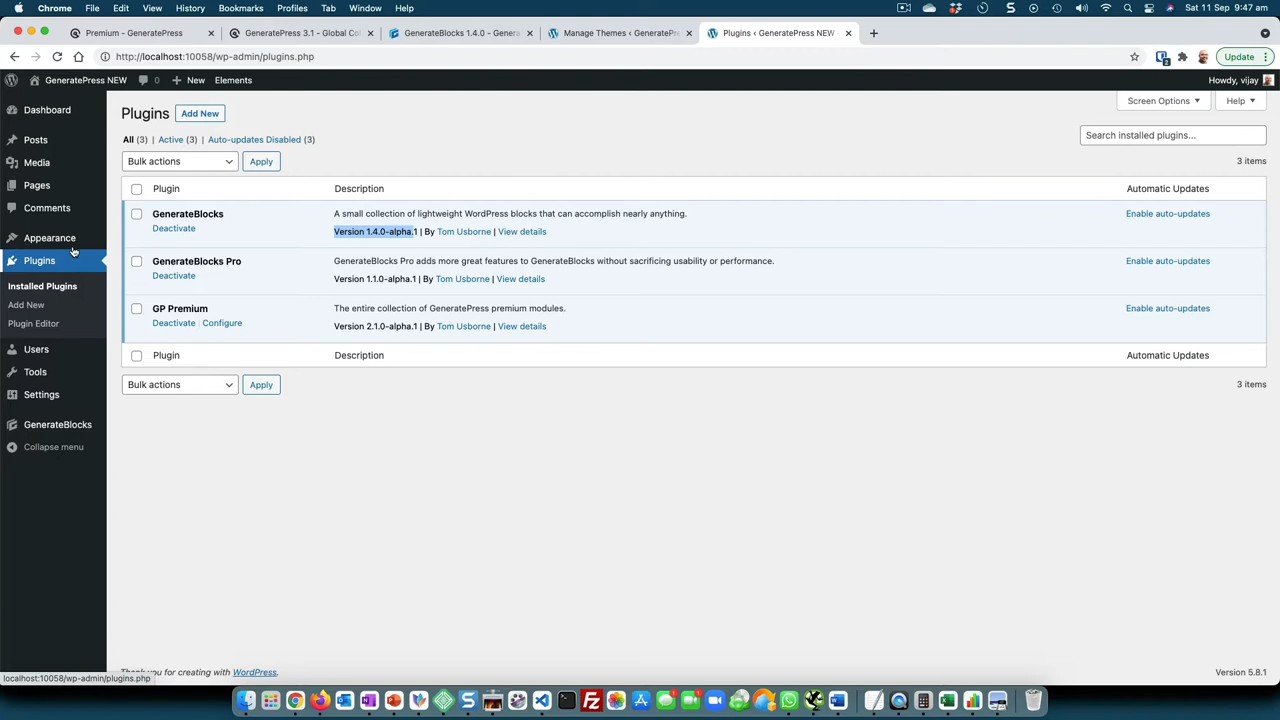 Chrome File Edit View History Bookmarks Profiles Tab Window Help Sat 11 Sep 9:47 am
Premium - GeneratePress
GeneratePress 3.1 - Global Co
GenerateBlocks 1.4.0 - Genera
Manage Themes ‹ GeneratePre
Plugins ‹ GeneratePress NEW
http://localhost:10058/wp-admin/plugins.php
2
Update
GeneratePress NEW 0 New Elements Howdy, vijay
Dashboard
Posts
Media
Pages
Comments
Appearance
Plugins
Installed Plugins
Add New
Plugin Editor
Users
Tools
Settings
GenerateBlocks
Collapse menu
Screen Options Help
Plugins Add New
All (3) | Active (3) | Auto-updates Disabled (3)
Search installed plugins...
Bulk actions Apply 3 items
Plugin Description Automatic Updates
GenerateBlocks A small collection of lightweight WordPress blocks that can accomplish nearly anything. Enable auto-updates
Deactivate Version 1.4.0-alpha.1 | By Tom Usborne | View details
GenerateBlocks Pro GenerateBlocks Pro adds more great features to GenerateBlocks without sacrificing usability or performance. Enable auto-updates
Deactivate Version 1.1.0-alpha.1 | By Tom Usborne | View details
GP Premium The entire collection of GeneratePress premium modules. Enable auto-updates
Deactivate | Configure Version 2.1.0-alpha.1 | By Tom Usborne | View details
Plugin Description Automatic Updates
Bulk actions Apply 3 items
Thank you for creating with WordPress. Version 5.8.1
localhost:10058/wp-admin/plugins.php